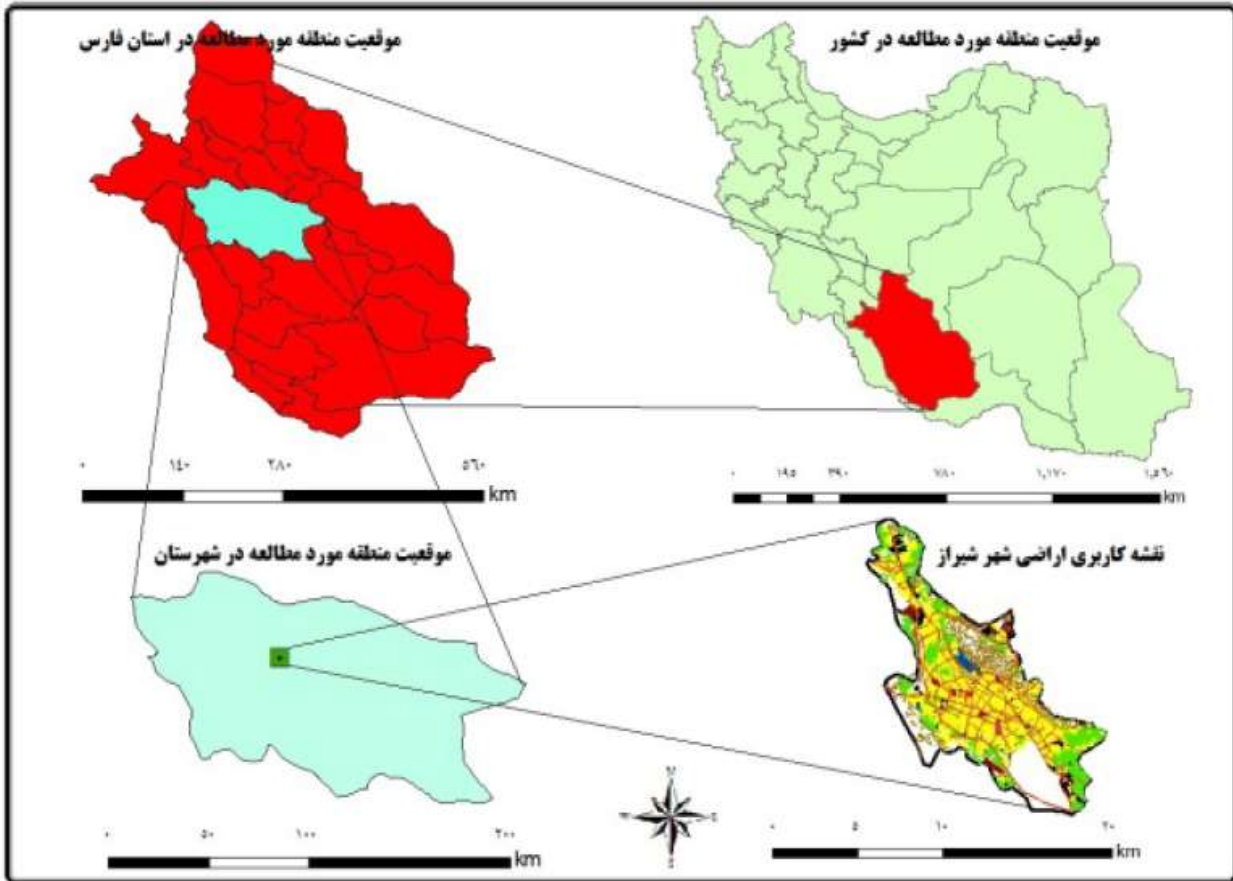 موقعیت منطقه مورد مطالعه در کشور
موقعیت منطقه مورد مطالعه در استان فارس
۰ ۱۹۵ ۳۹۰ ۷۸۰ ۱,۱۷۰ ۱,۵۶۰
km
۰ ۱٤۰ ۲۸۰ ۵٦۰
km
نقشه کاربری اراضی شهر شیراز
موقعیت منطقه مورد مطالعه در شهرستان
N
E
S
۰ ۵ ۱۰ ۲۰
km
۰ ۵۰ ۱۰۰ ۲۰۰
km